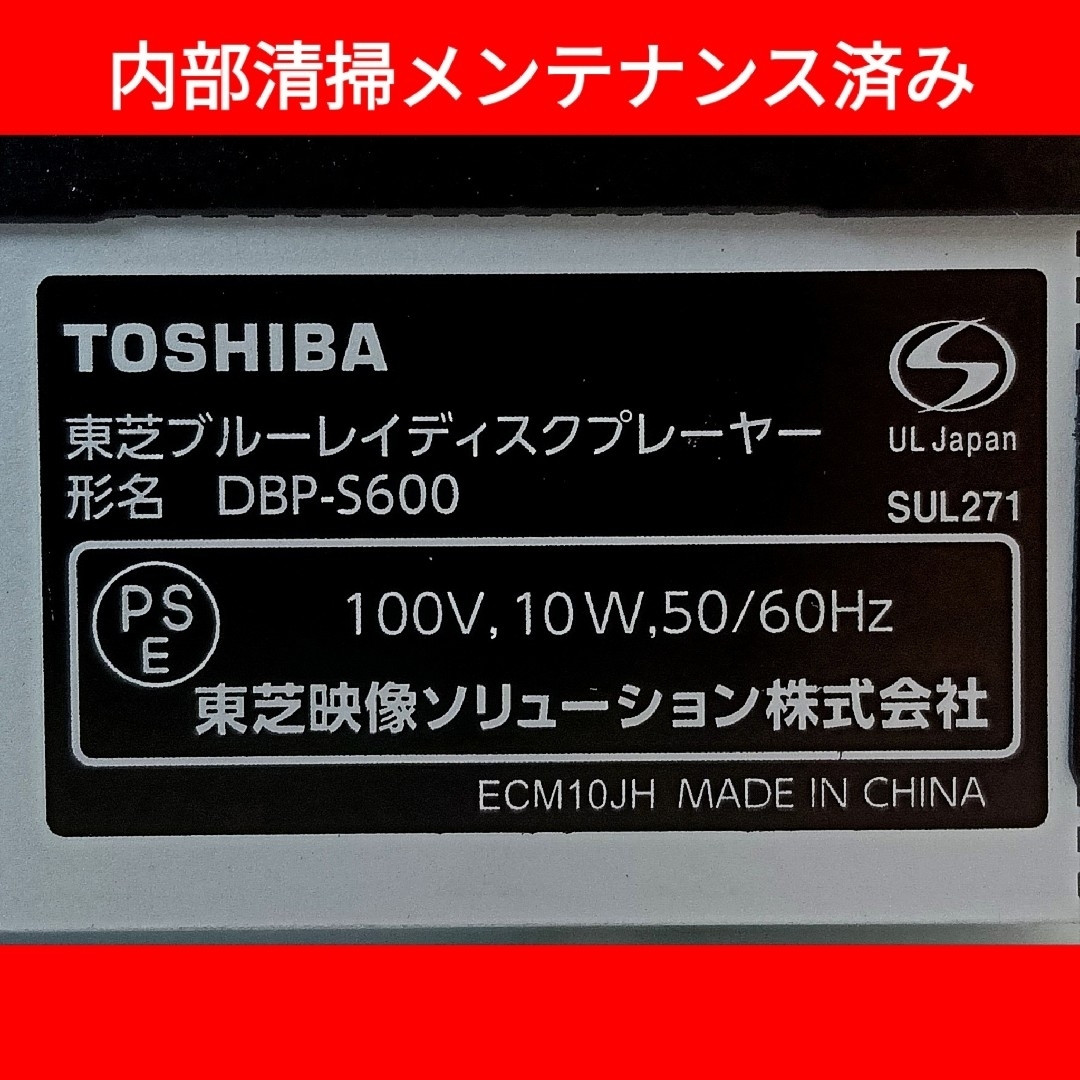 内部清掃メンテナンス済み
TOSHIBA
東芝ブルーレイディスクプレーヤー
UL Japan
形名 DBP-S600
SUL271
PS
E
100V, 10W, 50/60Hz
東芝映像ソリューション株式会社
ECM10JH MADE IN CHINA